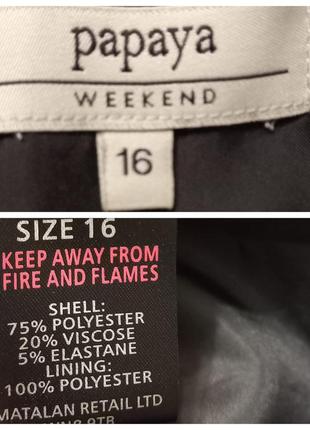 papaya
WEEKEND
16
SIZE 16
KEEP AWAY FROM
FIRE AND FLAMES
SHELL:
75% POLYESTER
20% VISCOSE
5% ELASTANE
LINING:
100% POLYESTER
MATALAN RETAIL LTD